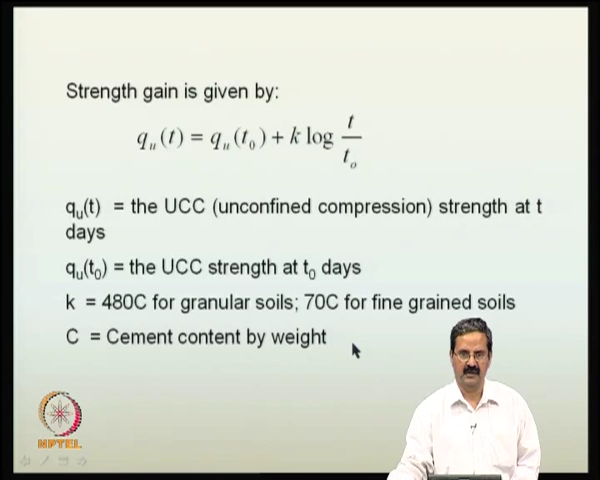 Strength gain is given by:
q_u(t) = q_u(t_0) + k log t/t_o
q_u(t) = the UCC (unconfined compression) strength at t
days
q_u(t_0) = the UCC strength at t_0 days
k = 480C for granular soils; 70C for fine grained soils
C = Cement content by weight
NPTEL